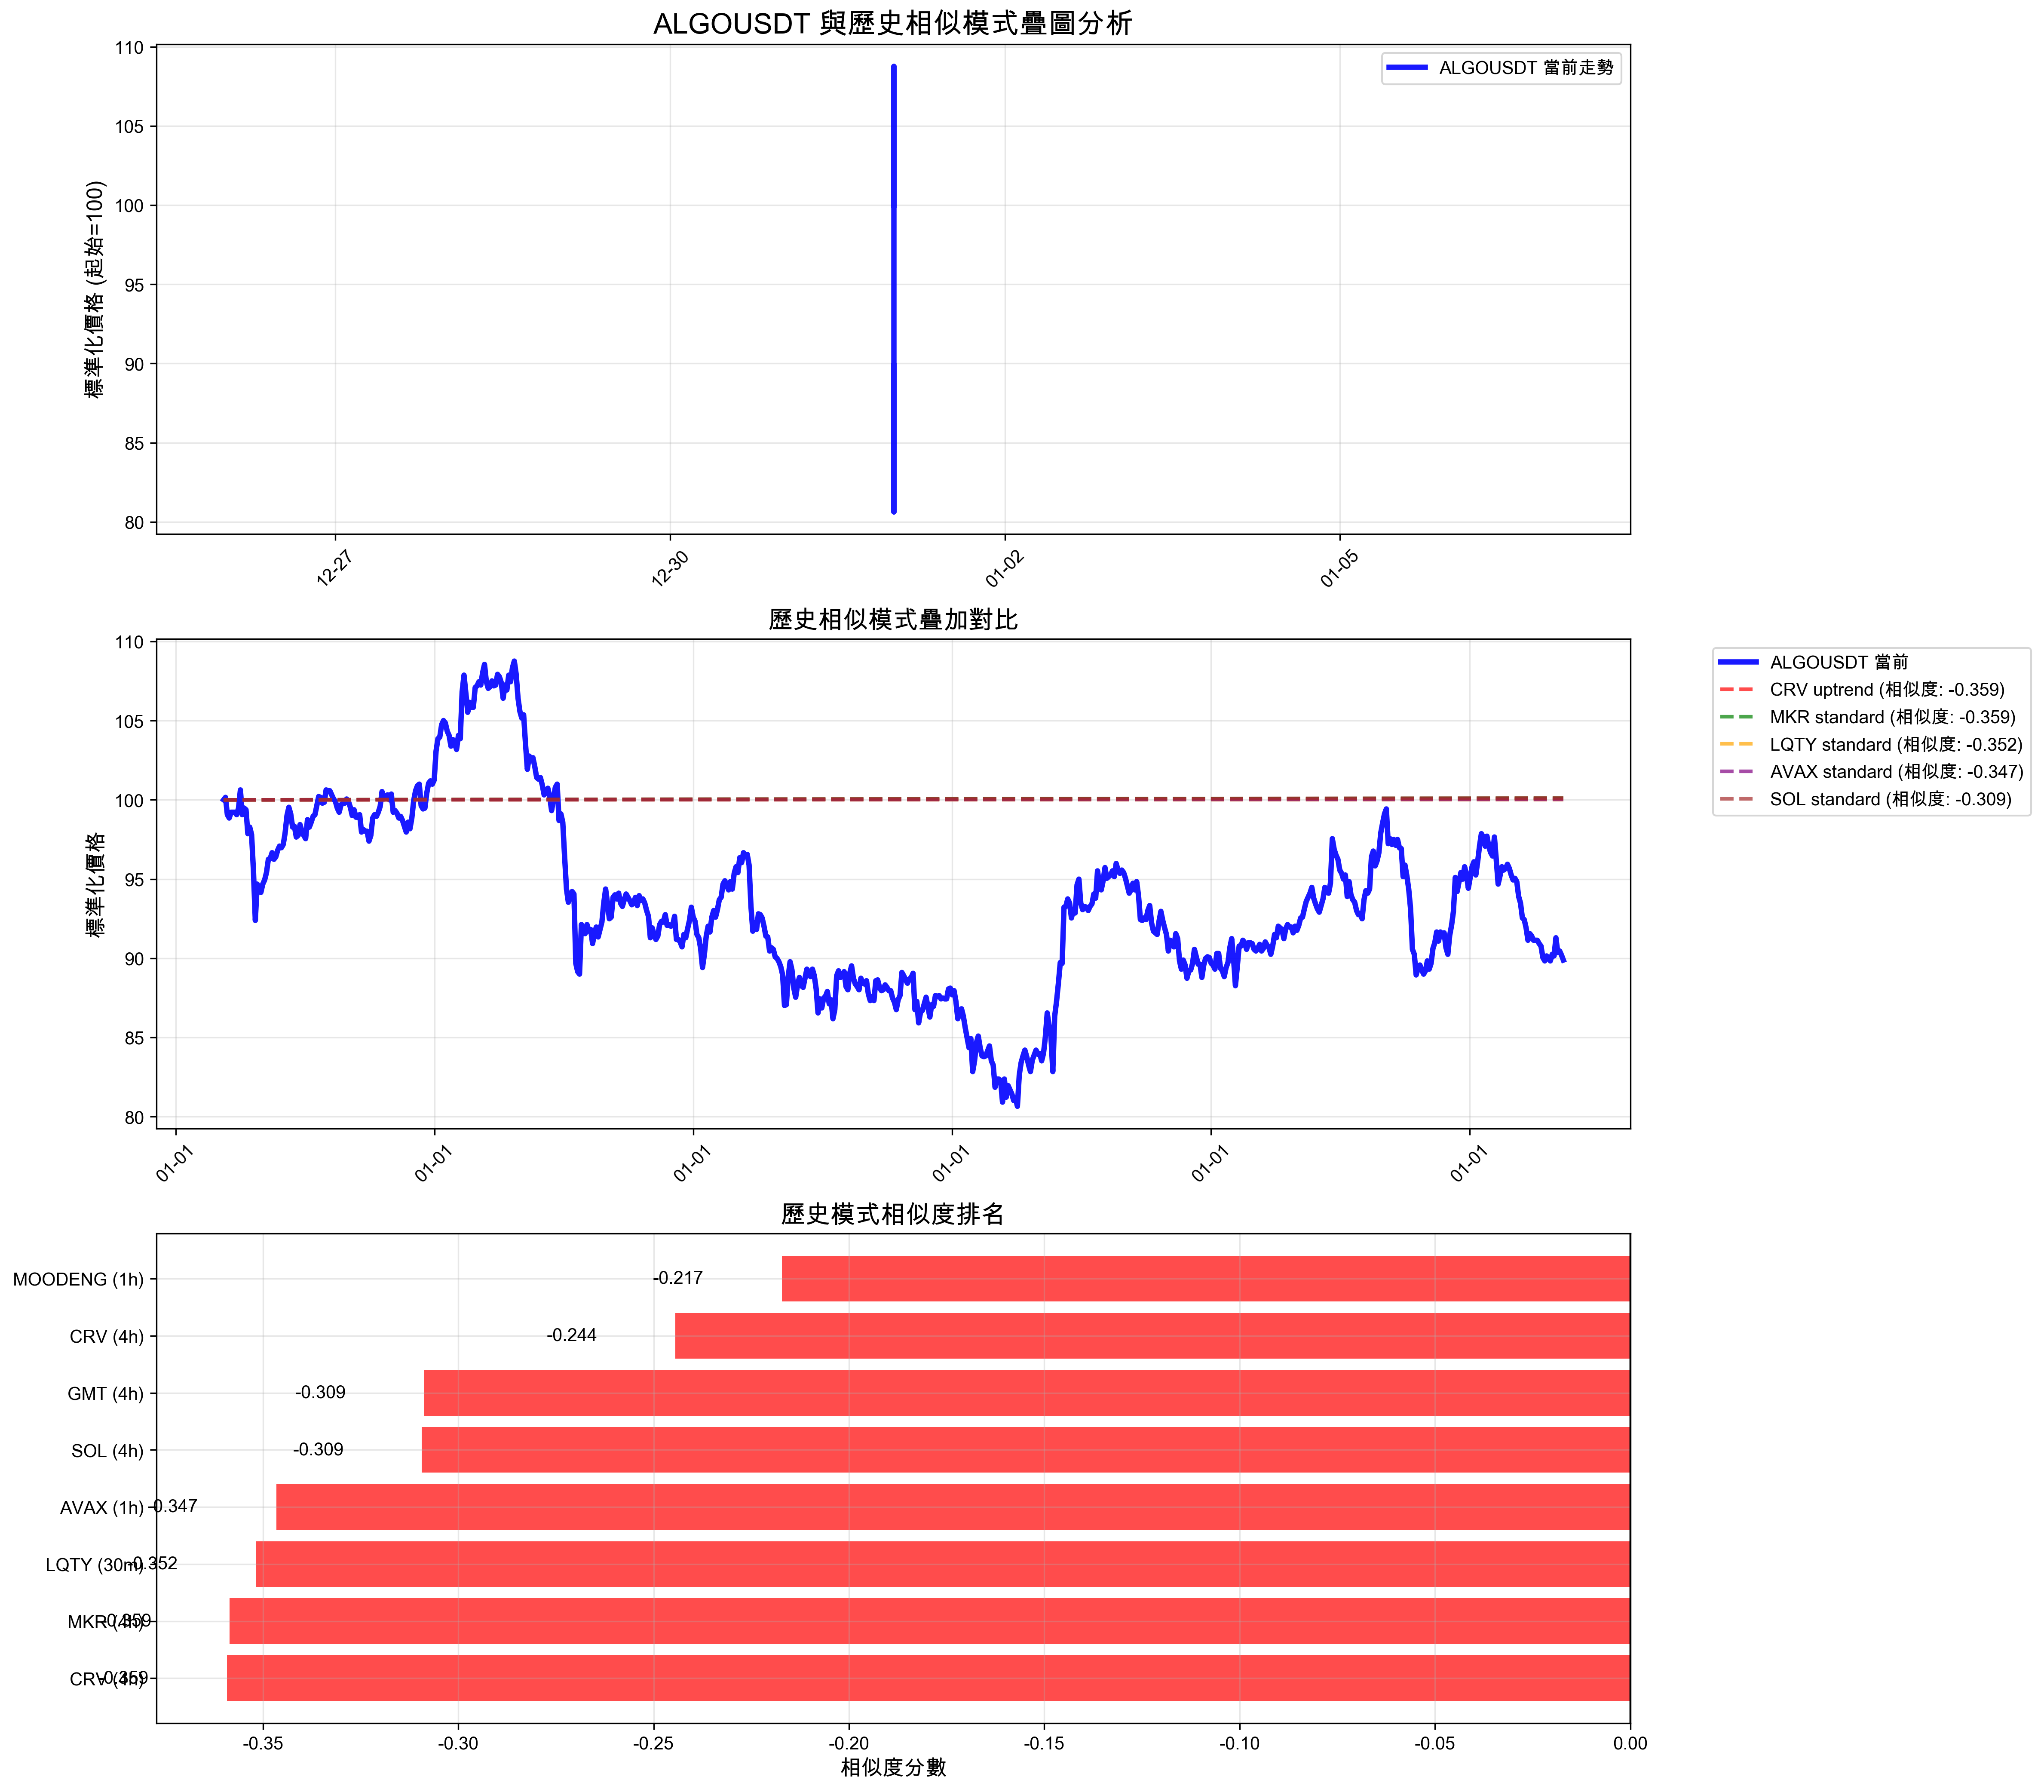 ALGOUSDT 與歷史相似模式疊圖分析
110
105
100
95
90
85
80
標準化價格 (起始=100)
ALGOUSDT 當前走勢
12-27
12-30
01-02
01-05
歷史相似模式疊加對比
110
105
100
95
90
85
80
標準化價格
01-01
01-01
01-01
01-01
01-01
01-01
ALGOUSDT 當前
CRV uptrend (相似度: -0.359)
MKR standard (相似度: -0.359)
LQTY standard (相似度: -0.352)
AVAX standard (相似度: -0.347)
SOL standard (相似度: -0.309)
歷史模式相似度排名
MOODENG (1h)
-0.217
CRV (4h)
-0.244
GMT (4h)
-0.309
SOL (4h)
-0.309
AVAX (1h)
-0.347
LQTY (30m)
-0.352
MKR (4h)
-0.359
CRV (4h)
-0.359
-0.35
-0.30
-0.25
-0.20
-0.15
-0.10
-0.05
0.00
相似度分數